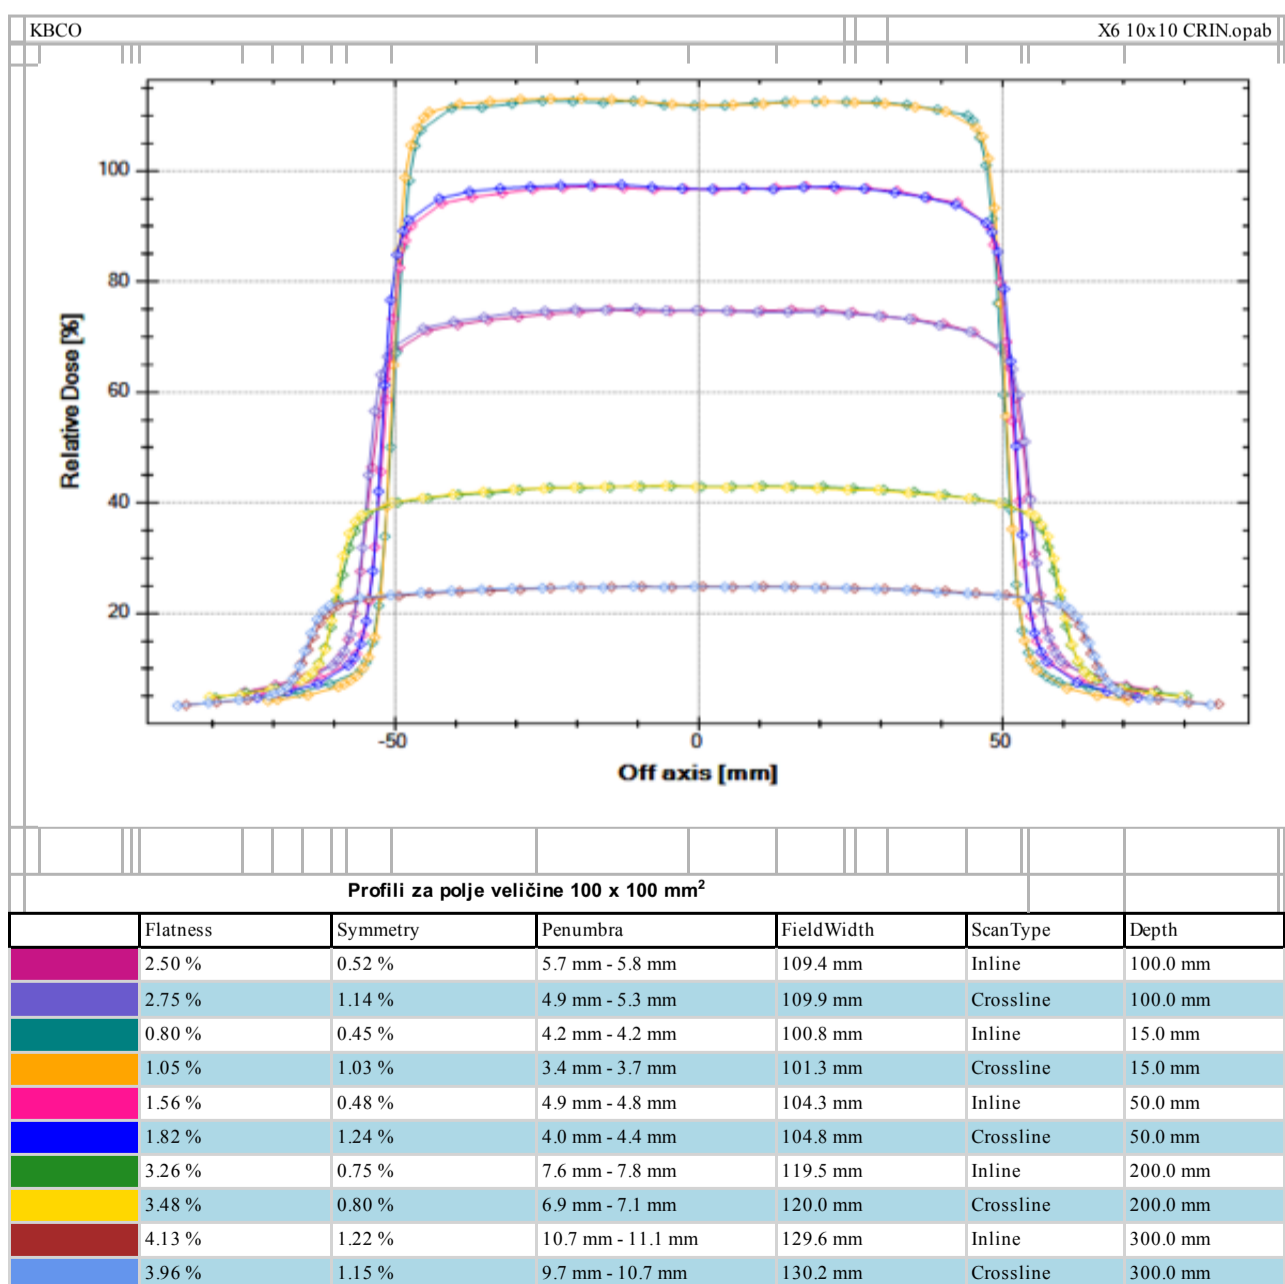 KBCO X6 10x10 CRIN.opab
100
80
60
40
20
Relative Dose [%]
-50 0 50
Off axis [mm]
Profili za polje veličine 100 x 100 mm²
Flatness Symmetry Penumbra FieldWidth ScanType Depth
2.50 % 0.52 % 5.7 mm - 5.8 mm 109.4 mm Inline 100.0 mm
2.75 % 1.14 % 4.9 mm - 5.3 mm 109.9 mm Crossline 100.0 mm
0.80 % 0.45 % 4.2 mm - 4.2 mm 100.8 mm Inline 15.0 mm
1.05 % 1.03 % 3.4 mm - 3.7 mm 101.3 mm Crossline 15.0 mm
1.56 % 0.48 % 4.9 mm - 4.8 mm 104.3 mm Inline 50.0 mm
1.82 % 1.24 % 4.0 mm - 4.4 mm 104.8 mm Crossline 50.0 mm
3.26 % 0.75 % 7.6 mm - 7.8 mm 119.5 mm Inline 200.0 mm
3.48 % 0.80 % 6.9 mm - 7.1 mm 120.0 mm Crossline 200.0 mm
4.13 % 1.22 % 10.7 mm - 11.1 mm 129.6 mm Inline 300.0 mm
3.96 % 1.15 % 9.7 mm - 10.7 mm 130.2 mm Crossline 300.0 mm